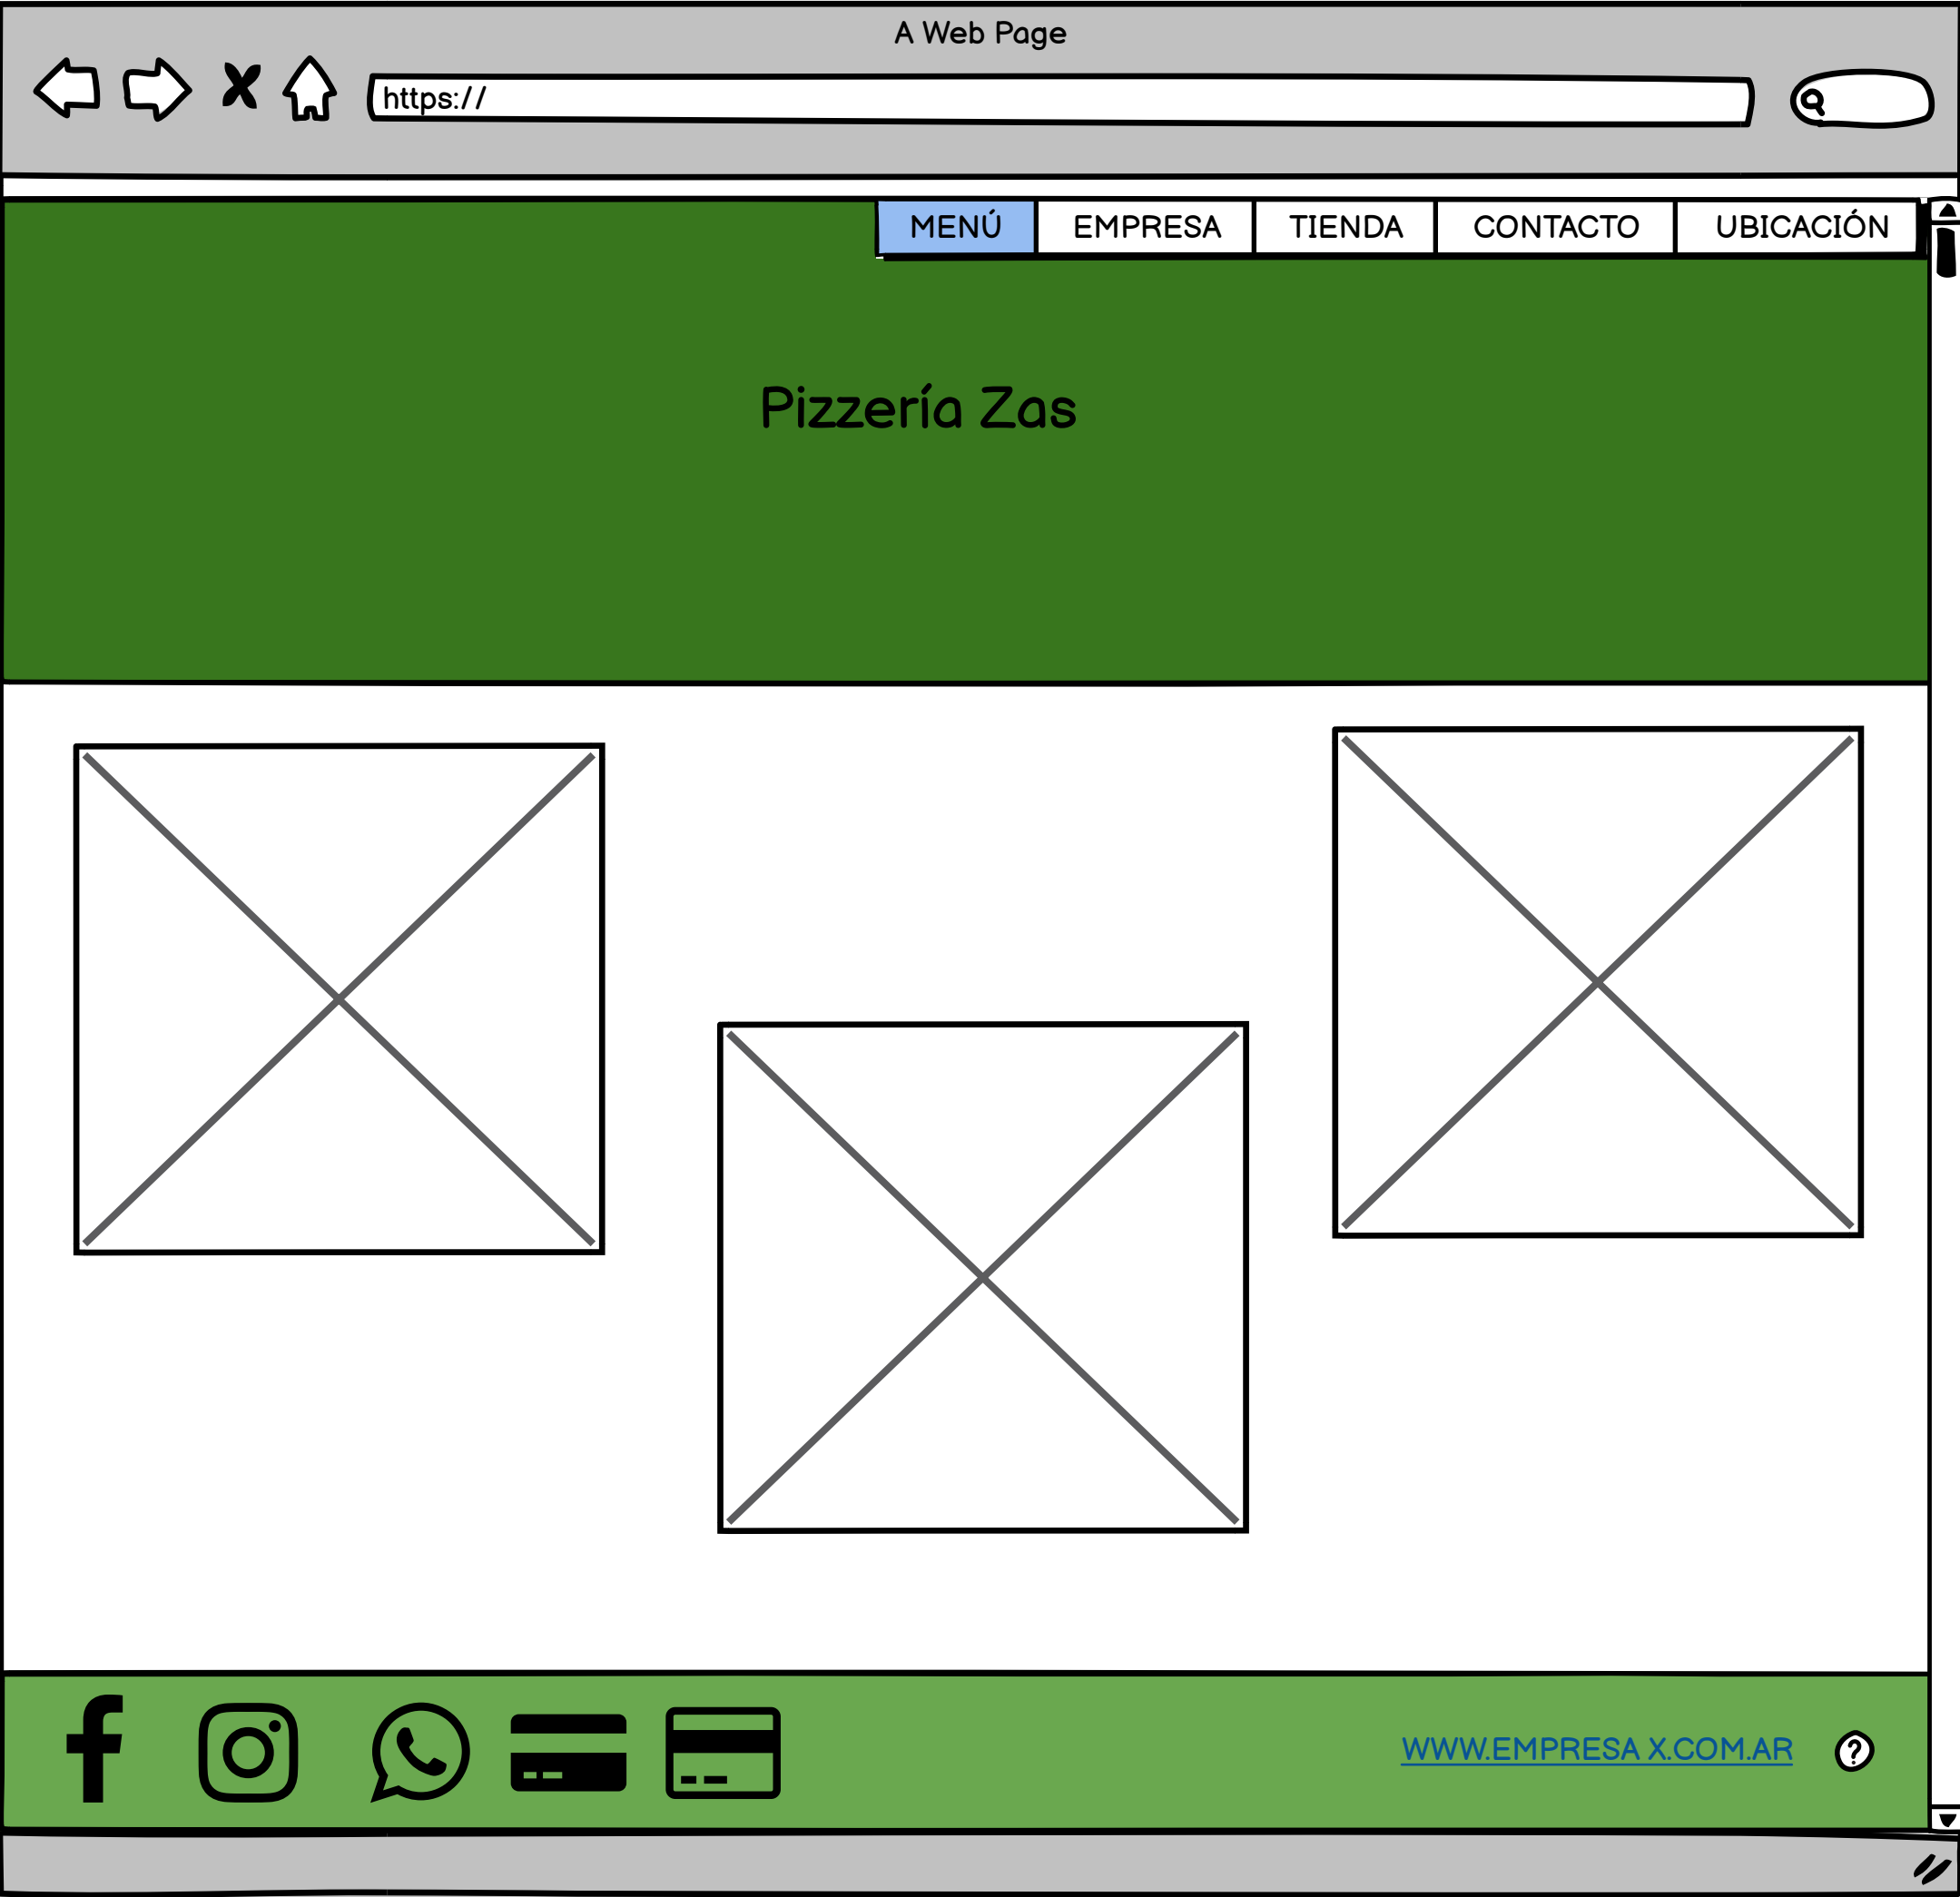 A Web Page
https://
MENÚ EMPRESA TIENDA CONTACTO UBICACIÓN
Pizzería Zas
WWW.EMPRESA X.COM.AR ?